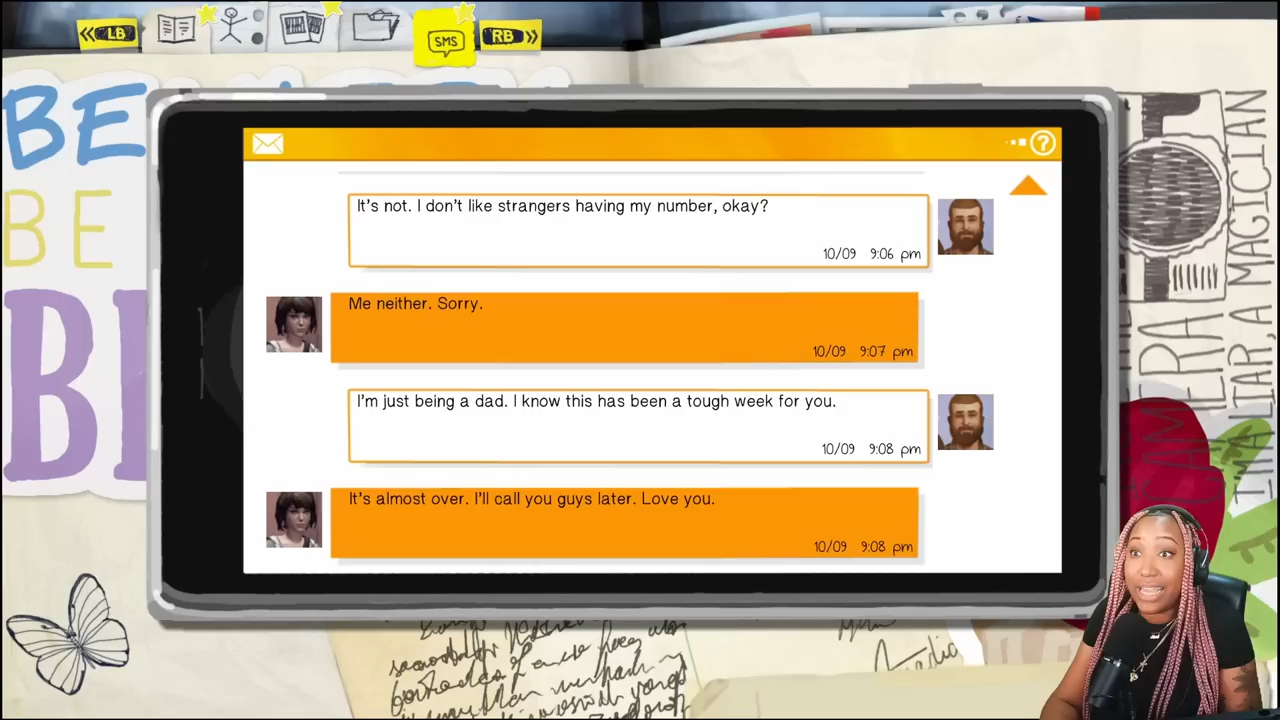 LB
SMS
RB
BE
BE
It's not. I don't like strangers having my number, okay?
10/09 9:06 pm
Me neither. Sorry.
10/09 9:07 pm
I'm just being a dad. I know this has been a tough week for you.
10/09 9:08 pm
It's almost over. I'll call you guys later. Love you.
10/09 9:08 pm
LIAR, A MAGICIAN